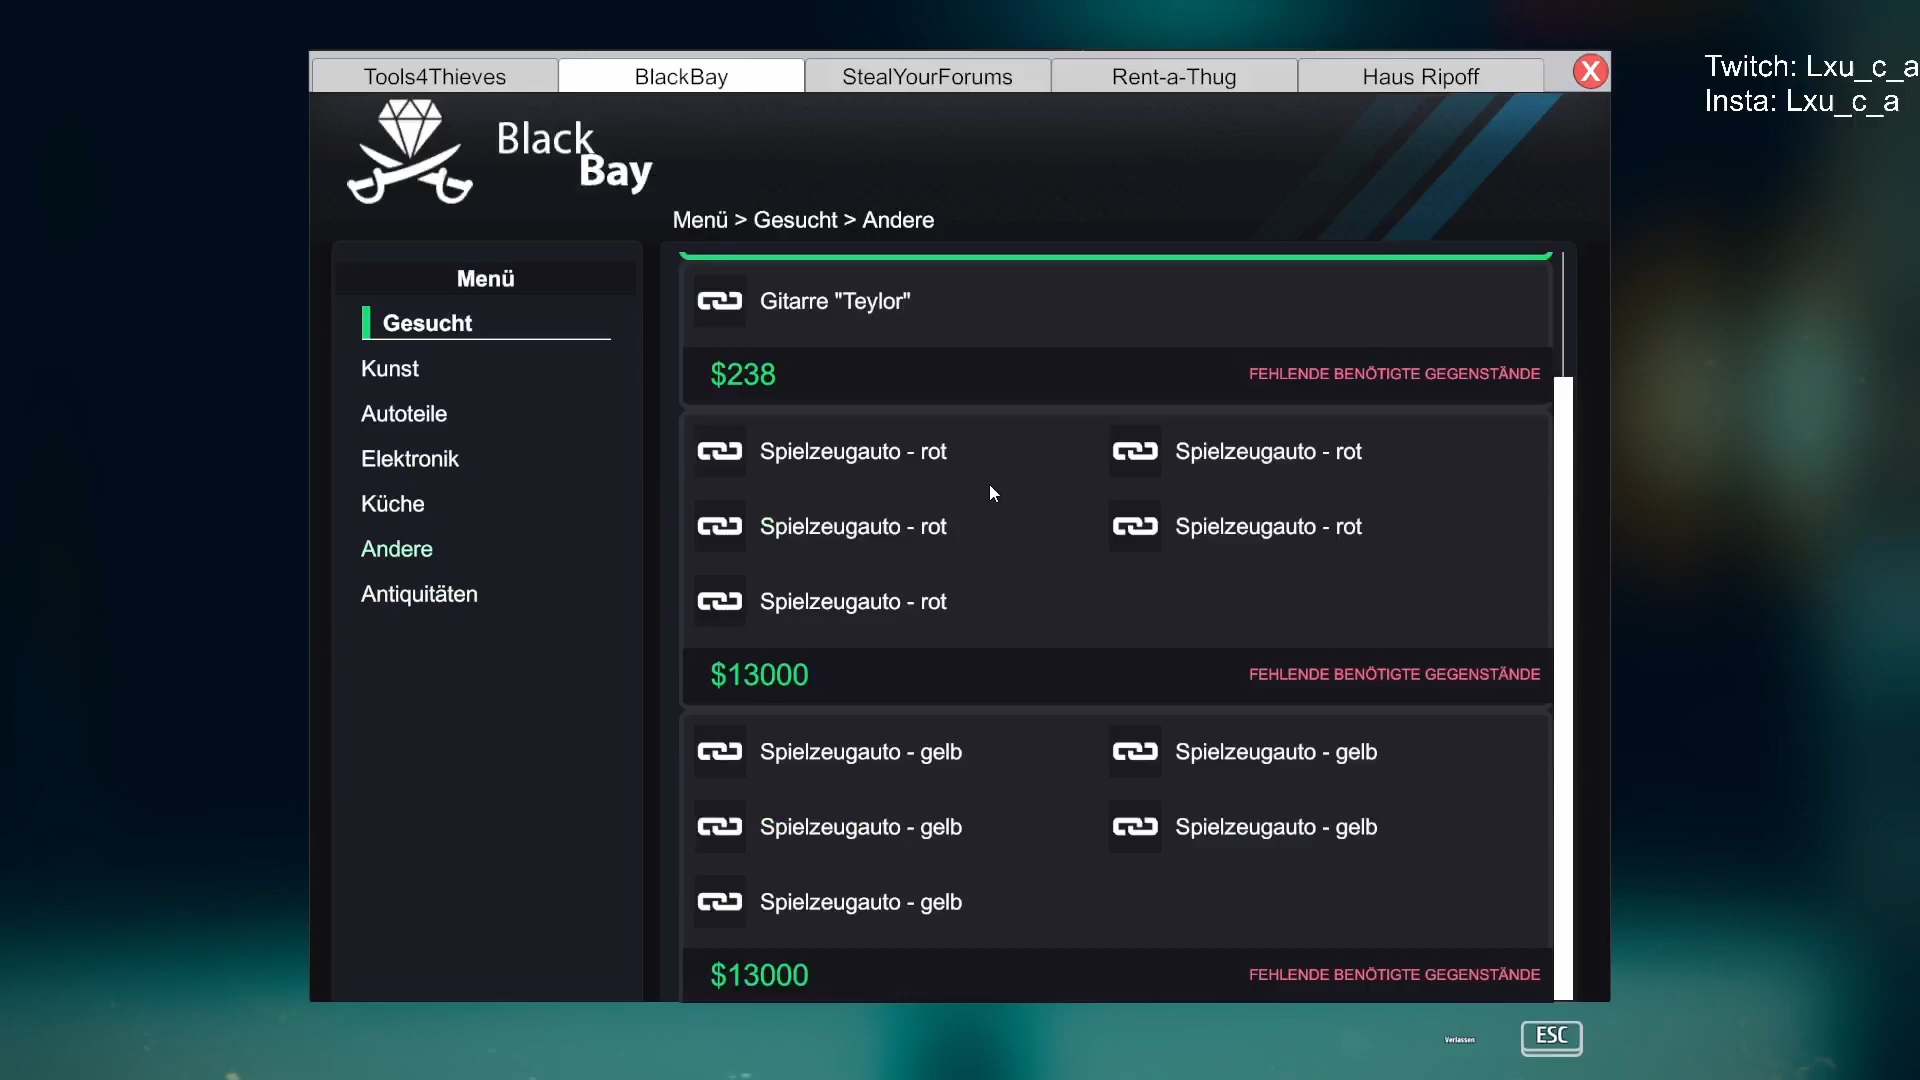 Tools4Thieves
BlackBay
StealYourForums
Rent-a-Thug
Haus Ripoff
X
Twitch: Lxu_c_a
Insta: Lxu_c_a
Black
Bay
Menü > Gesucht > Andere
Menü
Gesucht
Kunst
Autoteile
Elektronik
Küche
Andere
Antiquitäten
Gitarre "Teylor"
$238
FEHLENDE BENÖTIGTE GEGENSTÄNDE
Spielzeugauto - rot
Spielzeugauto - rot
Spielzeugauto - rot
Spielzeugauto - rot
Spielzeugauto - rot
$13000
FEHLENDE BENÖTIGTE GEGENSTÄNDE
Spielzeugauto - gelb
Spielzeugauto - gelb
Spielzeugauto - gelb
Spielzeugauto - gelb
Spielzeugauto - gelb
$13000
FEHLENDE BENÖTIGTE GEGENSTÄNDE
Verlassen
ESC